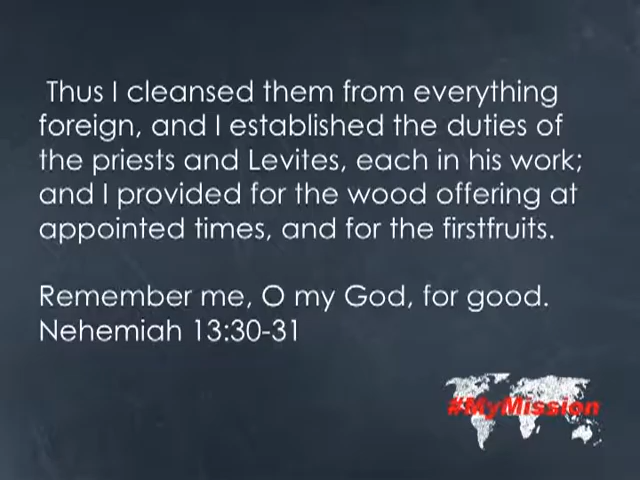 Thus I cleansed them from everything
foreign, and I established the duties of
the priests and Levites, each in his work;
and I provided for the wood offering at
appointed times, and for the firstfruits.
Remember me, O my God, for good.
Nehemiah 13:30-31
#MyMission